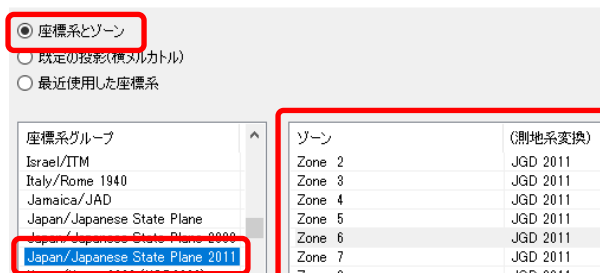 座標系とゾーン
既定の投影(横メルカトル)
最近使用した座標系
座標系グループ
Israel/ITM
Italy/Rome 1940
Jamaica/JAD
Japan/Japanese State Plane
Japan/Japanese State Plane 2000
Japan/Japanese State Plane 2011
ゾーン (測地系変換)
Zone 2 JGD 2011
Zone 3 JGD 2011
Zone 4 JGD 2011
Zone 5 JGD 2011
Zone 6 JGD 2011
Zone 7 JGD 2011